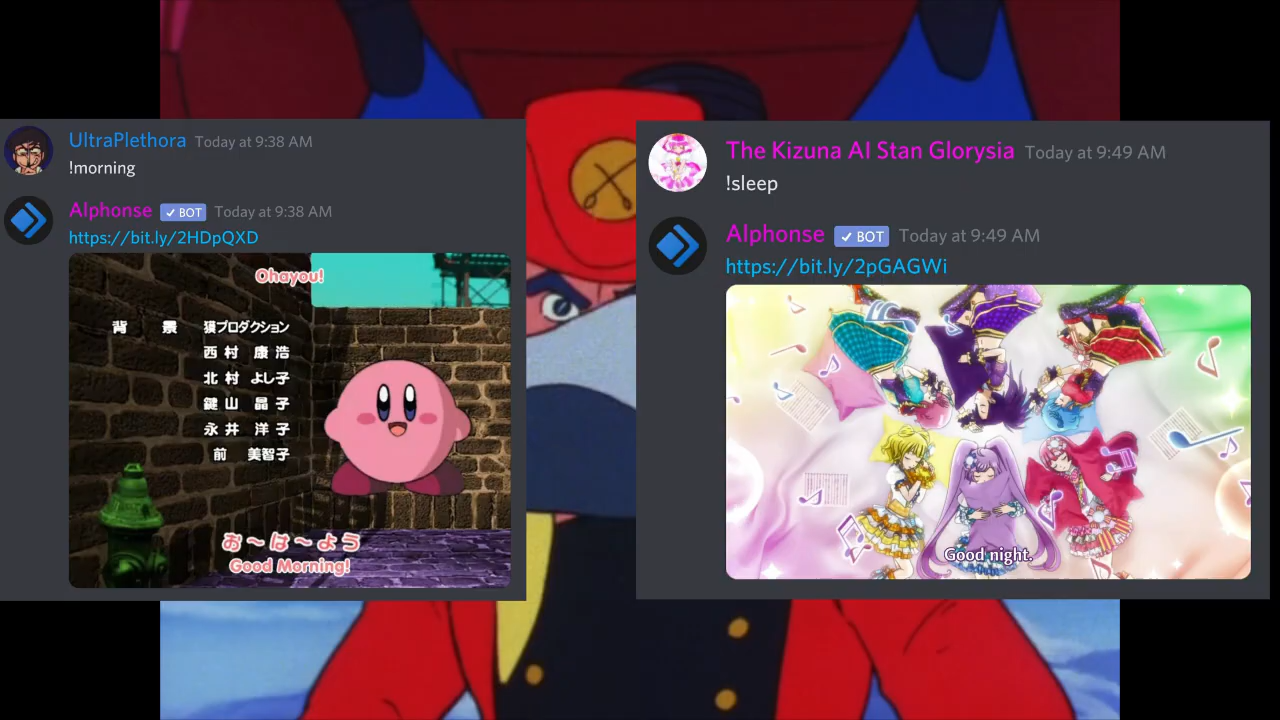 UltraPlethora Today at 9:38 AM
!morning
Alphonse ✓ BOT Today at 9:38 AM
https://bit.ly/2HDpQXD
Ohayou!
背 景 獏プロダクション
西村 康浩
北村 よし子
鍵山 晶子
永井 洋子
前 美智子
お〜は〜よう
Good Morning!
The Kizuna AI Stan Glorysia Today at 9:49 AM
!sleep
Alphonse ✓ BOT Today at 9:49 AM
https://bit.ly/2pGAGWi
Good night.